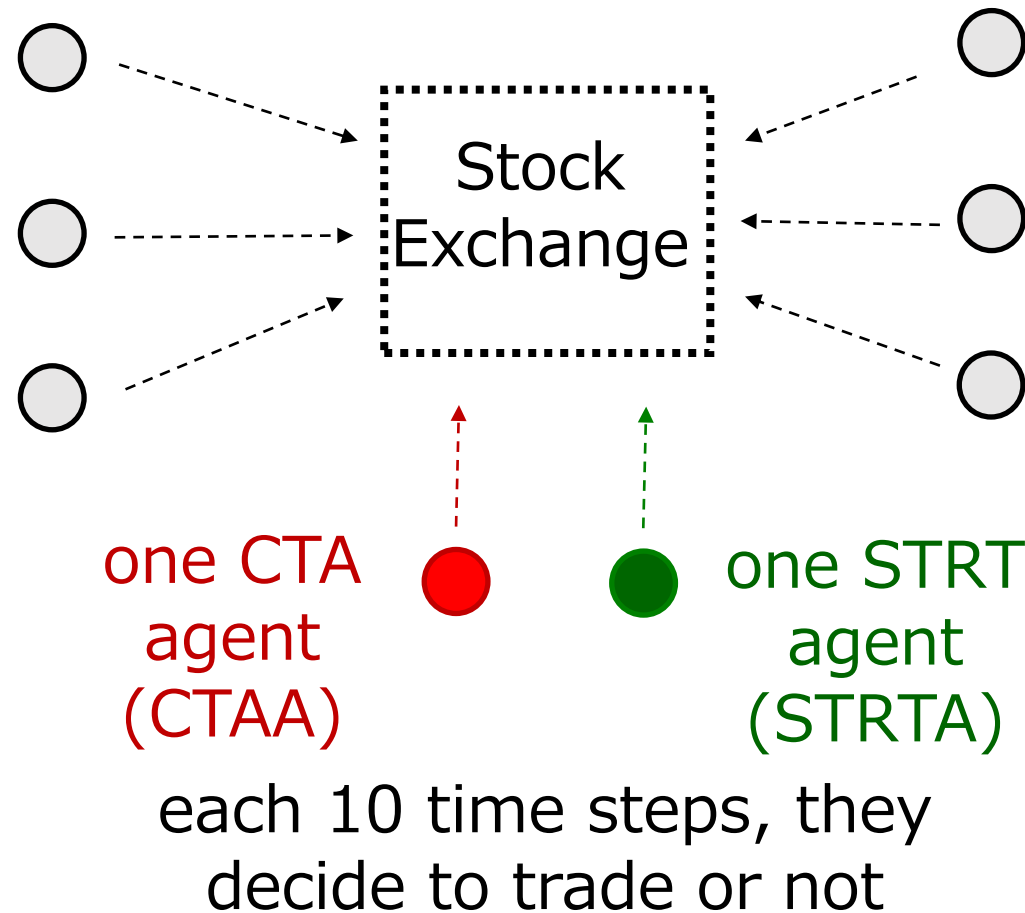 Stock
Exchange
one CTA
agent
(CTAA)
one STRT
agent
(STRTA)
each 10 time steps, they
decide to trade or not